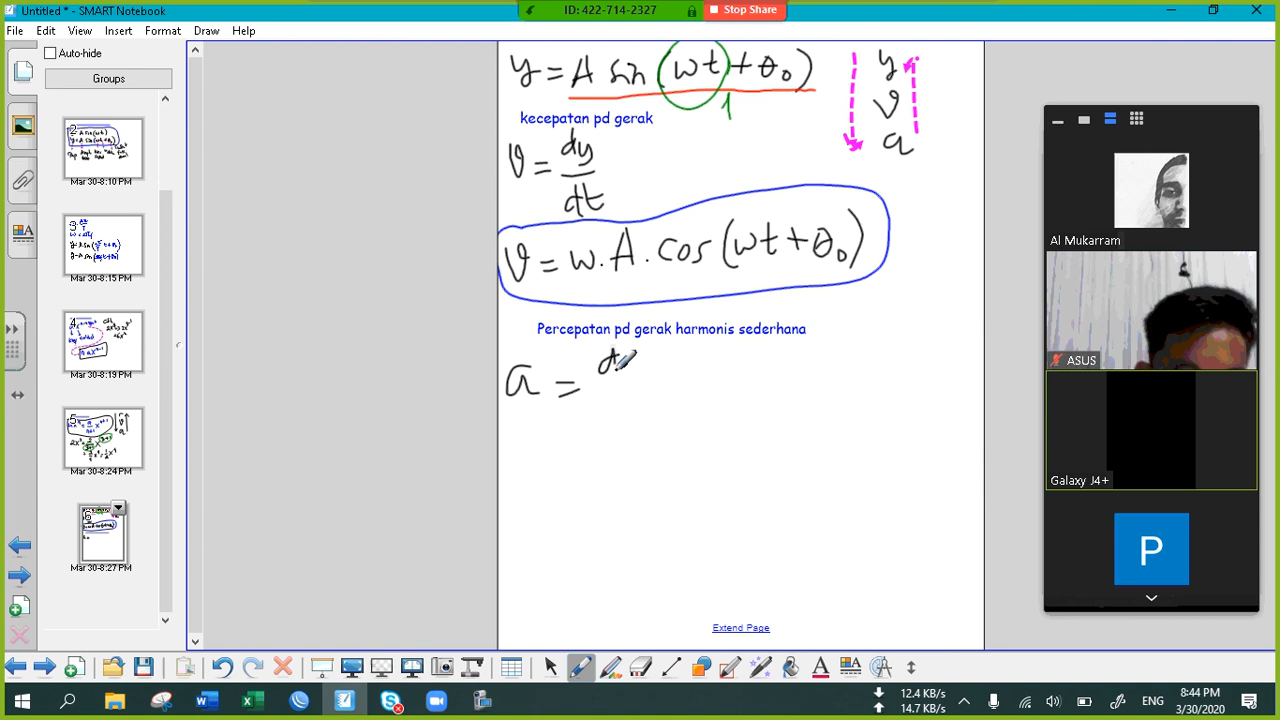 Untitled * - SMART Notebook
ID: 422-714-2327
Stop Share
File Edit View Insert Format Draw Help
Auto-hide
Groups
Mar 30-8:10 PM
Mar 30-8:15 PM
Mar 30-8:19 PM
Mar 30-8:24 PM
Mar 30-8:27 PM
y = A sin (ωt + θ₀)
1
y
v
a
kecepatan pd gerak
v = dy/dt
v = ω . A . cos (ωt + θ₀)
Percepatan pd gerak harmonis sederhana
a = d
Extend Page
Al Mukarram
ASUS
Galaxy J4+
P
12.4 KB/s
14.7 KB/s
ENG
8:44 PM
3/30/2020